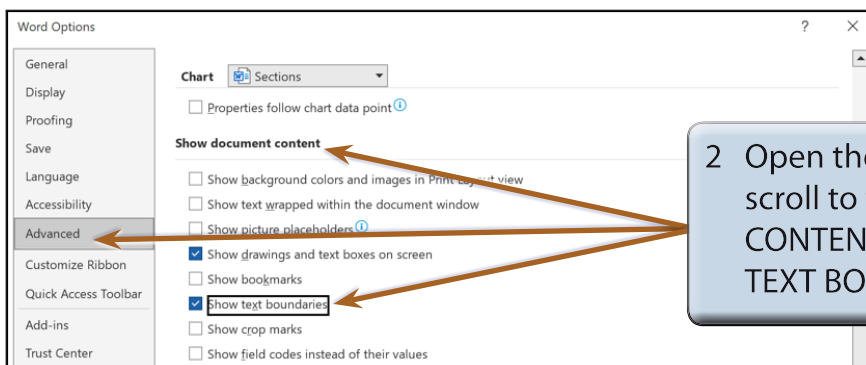 Word Options ? ×
General
Display
Proofing
Save
Language
Accessibility
Advanced
Customize Ribbon
Quick Access Toolbar
Add-ins
Trust Center
Chart Sections
Properties follow chart data point
Show document content
Show background colors and images in Print Layout view
Show text wrapped within the document window
Show picture placeholders
Show drawings and text boxes on screen
Show bookmarks
Show text boundaries
Show crop marks
Show field codes instead of their values
2 Open the
scroll to
CONTEN
TEXT BO